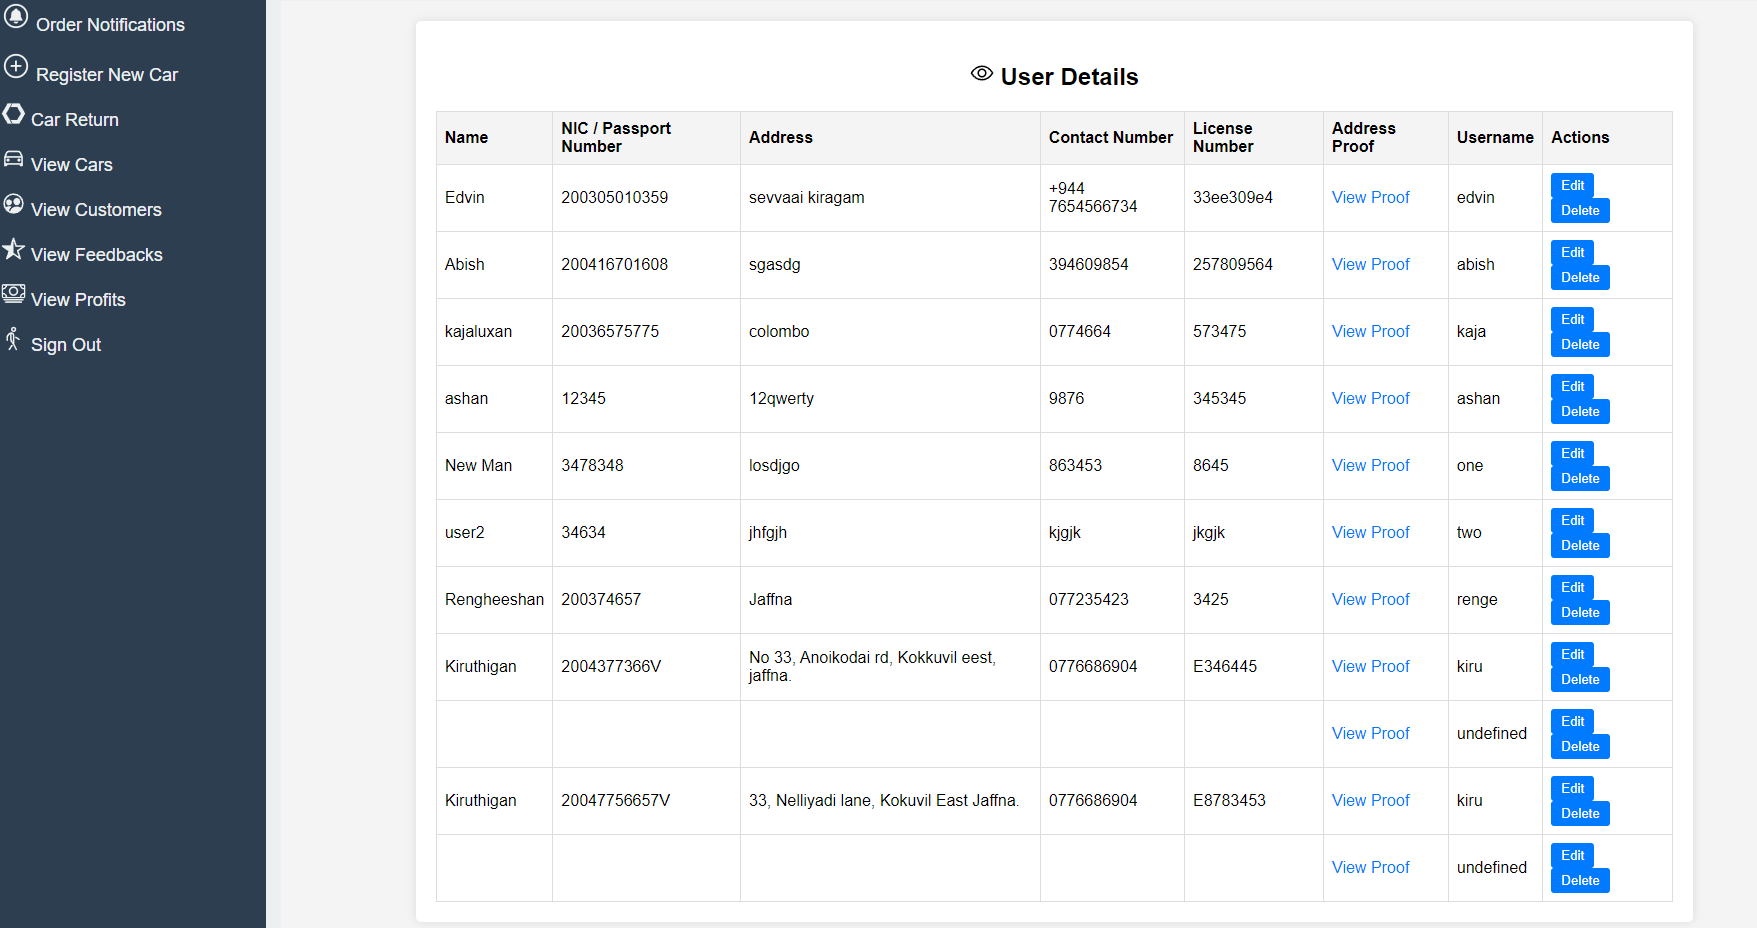 Order Notifications
Register New Car
Car Return
View Cars
View Customers
View Feedbacks
View Profits
Sign Out
User Details
Name NIC / Passport Number Address Contact Number License Number Address Proof Username Actions
Edvin 200305010359 sevvaai kiragam +944 7654566734 33ee309e4 View Proof edvin Edit Delete
Abish 200416701608 sgasdg 394609854 257809564 View Proof abish Edit Delete
kajaluxan 20036575775 colombo 0774664 573475 View Proof kaja Edit Delete
ashan 12345 12qwerty 9876 345345 View Proof ashan Edit Delete
New Man 3478348 losdjgo 863453 8645 View Proof one Edit Delete
user2 34634 jhfgjh kjgjk jkgjk View Proof two Edit Delete
Rengheeshan 200374657 Jaffna 077235423 3425 View Proof renge Edit Delete
Kiruthigan 2004377366V No 33, Anoikodai rd, Kokkuvil eest, jaffna. 0776686904 E346445 View Proof kiru Edit Delete
View Proof undefined Edit Delete
Kiruthigan 20047756657V 33, Nelliyadi lane, Kokuvil East Jaffna. 0776686904 E8783453 View Proof kiru Edit Delete
View Proof undefined Edit Delete